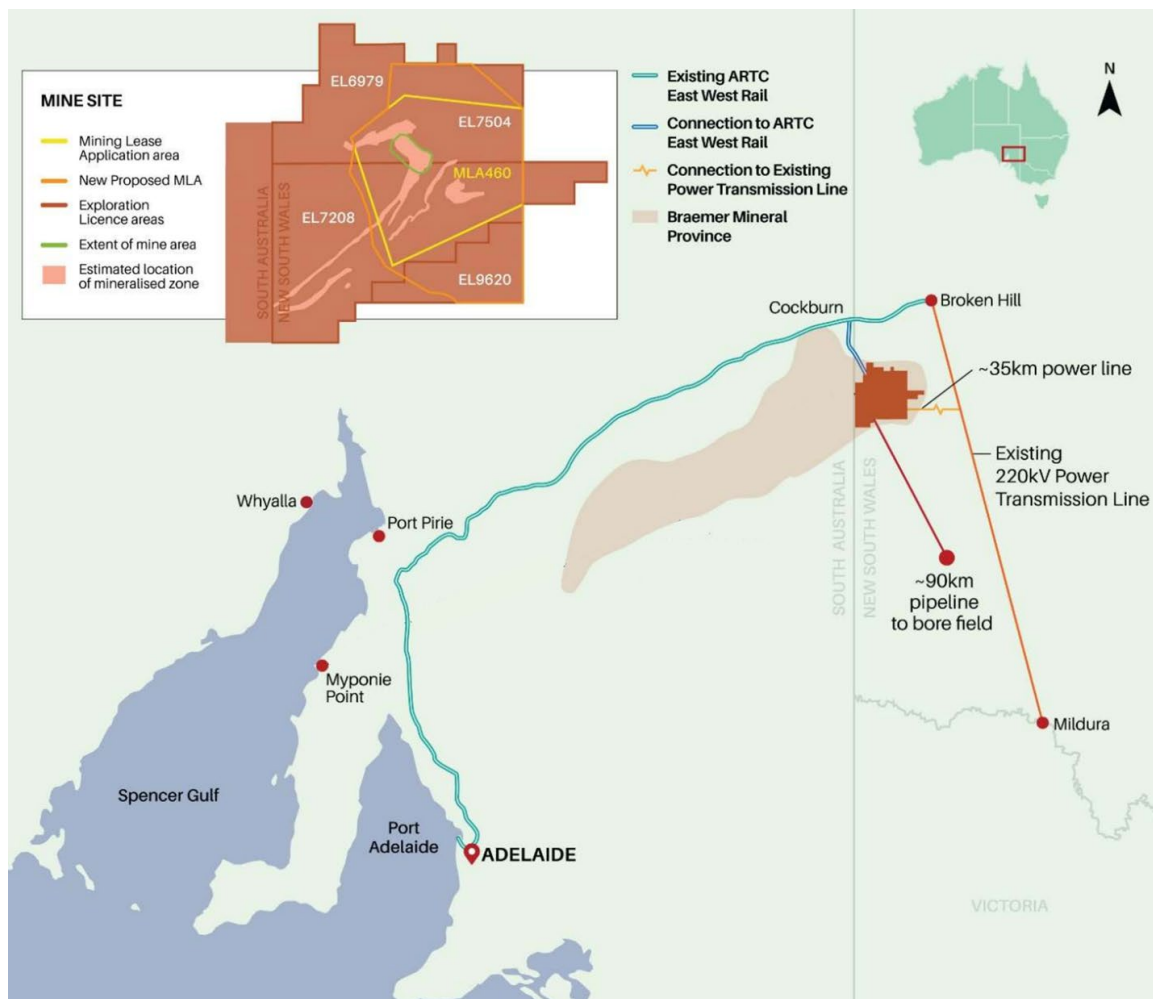 MINE SITE
Mining Lease
Application area
New Proposed MLA
Exploration
Licence areas
Extent of mine area
Estimated location
of mineralised zone
EL6979
EL7504
MLA460
EL7208
EL9620
SOUTH AUSTRALIA
NEW SOUTH WALES
Existing ARTC
East West Rail
Connection to ARTC
East West Rail
Connection to Existing
Power Transmission Line
Braemer Mineral
Province
N
Cockburn
Broken Hill
~35km power line
Existing
220kV Power
Transmission Line
SOUTH AUSTRALIA
NEW SOUTH WALES
~90km
pipeline
to bore field
Whyalla
Port Pirie
Myponie
Point
Mildura
Spencer Gulf
Port
Adelaide
ADELAIDE
VICTORIA